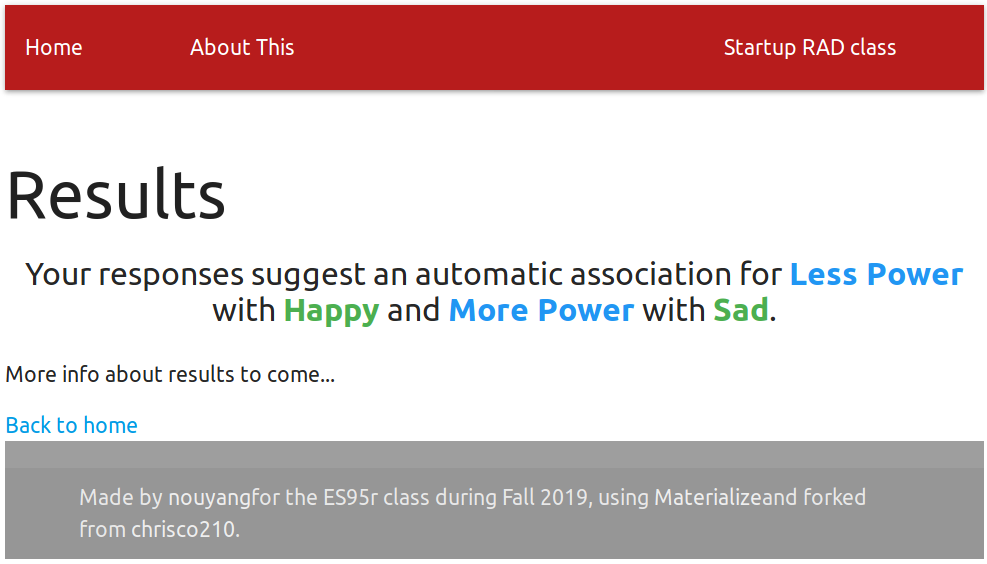 Home About This Startup RAD class
Results
Your responses suggest an automatic association for Less Power
with Happy and More Power with Sad.
More info about results to come...
Back to home
Made by nouyangfor the ES95r class during Fall 2019, using Materializeand forked
from chrisco210.